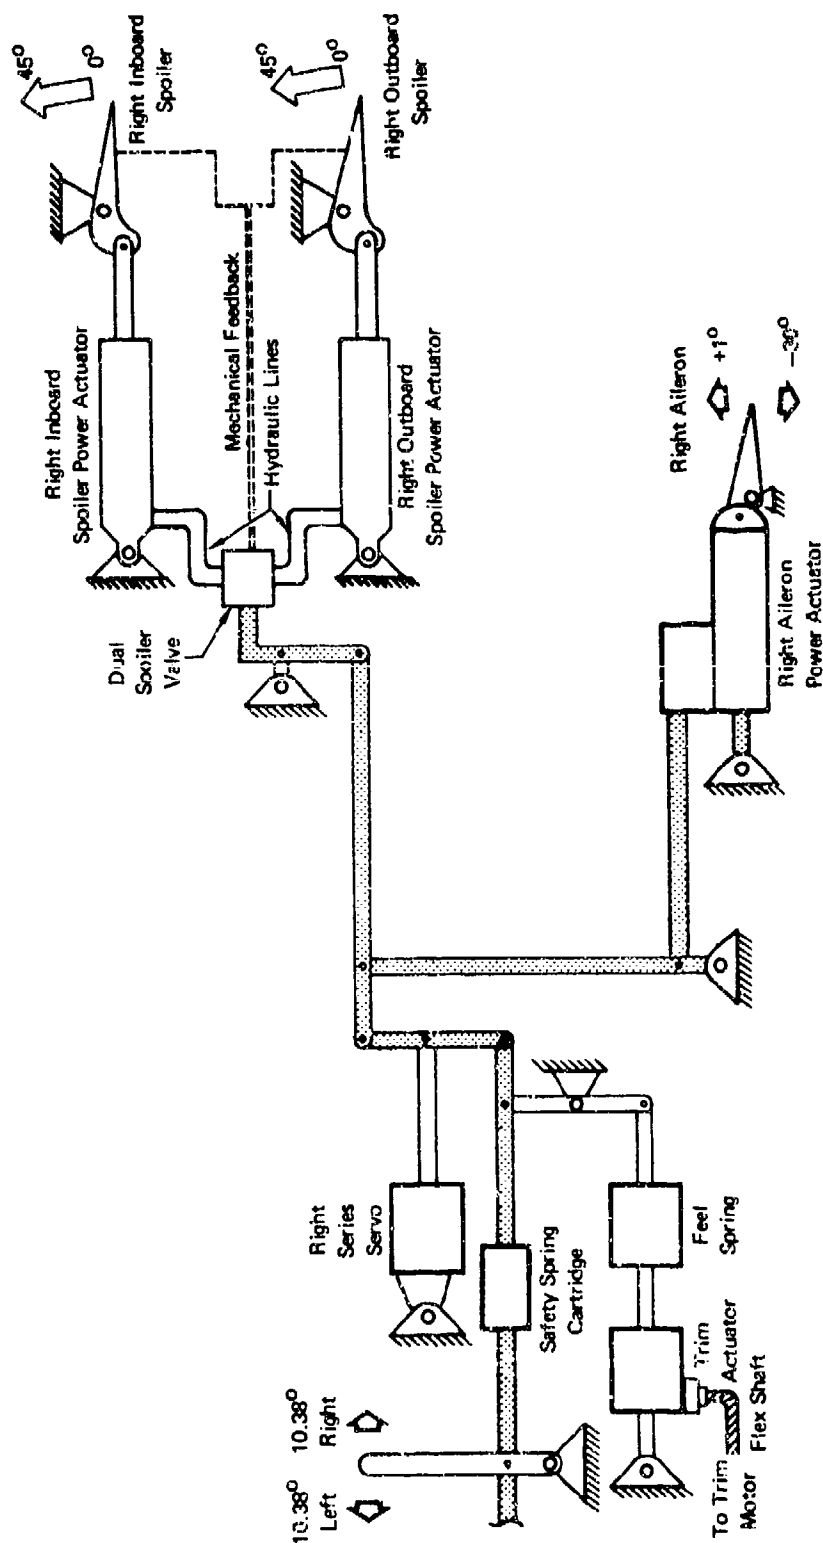 45°
0°
Right Inboard
Spoiler
45°
0°
Right Outboard
Spoiler
Right Inboard
Spoiler Power Actuator
Mechanical Feedback
Hydraulic Lines
Right Outboard
Spoiler Power Actuator
Dual
Spoiler
Valve
Right Aileron
+1°
−30°
Right Aileron
Power Actuator
Right
Series
Servo
Safety Spring
Cartridge
Feel
Spring
Trim
Actuator
Flex Shaft
To Trim
Motor
10.38°
Left
10.38°
Right